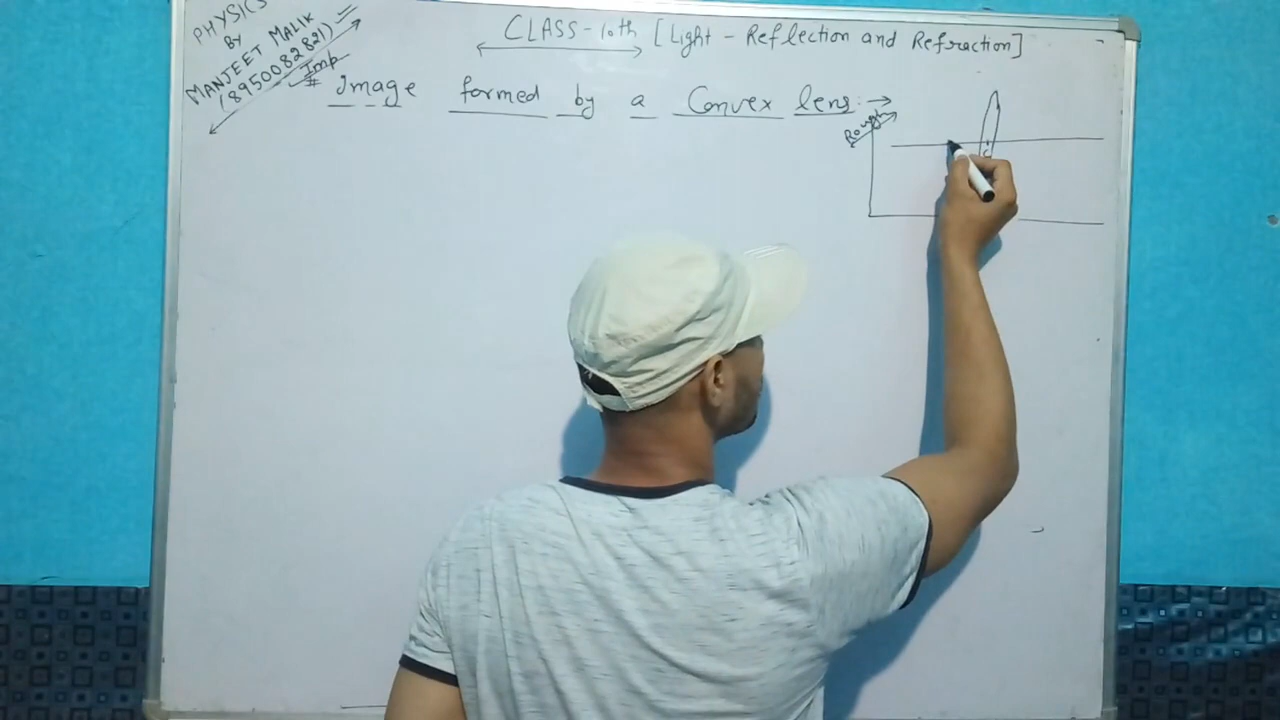 PHYSICS
BY
MANJEET MALIK
(8950082821)
CLASS-10th [Light - Reflection and Refraction]
Imp
# Image formed by a Convex lens:→
Rough